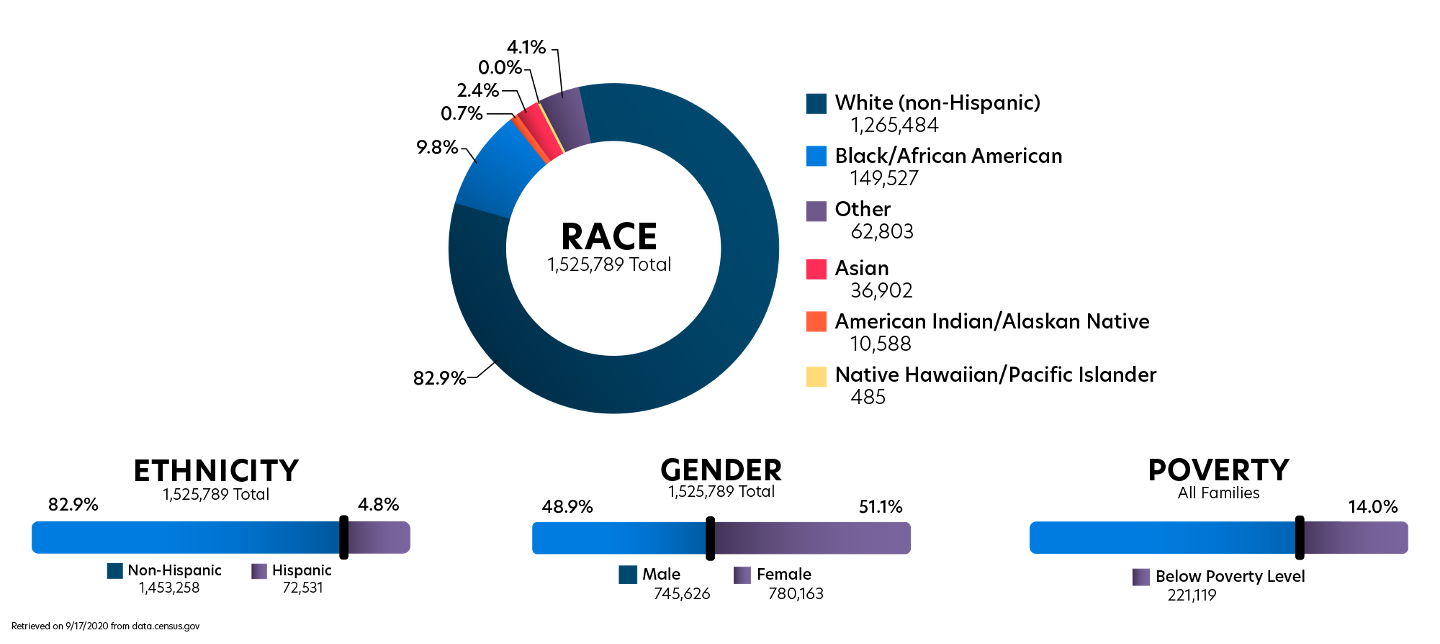 4.1%
0.0%
2.4%
0.7%
9.8%
82.9%
RACE
1,525,789 Total
White (non-Hispanic)
1,265,484
Black/African American
149,527
Other
62,803
Asian
36,902
American Indian/Alaskan Native
10,588
Native Hawaiian/Pacific Islander
485
ETHNICITY
1,525,789 Total
82.9% 4.8%
Non-Hispanic Hispanic
1,453,258 72,531
GENDER
1,525,789 Total
48.9% 51.1%
Male Female
745,626 780,163
POVERTY
All Families
14.0%
Below Poverty Level
221,119
Retrieved on 9/17/2020 from data.census.gov